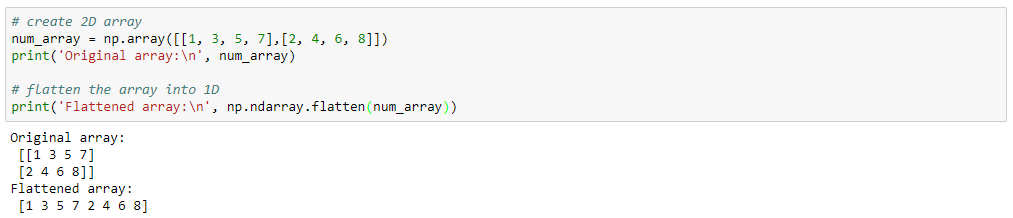 # create 2D array
num_array = np.array([[1, 3, 5, 7],[2, 4, 6, 8]])
print('Original array:\n', num_array)
# flatten the array into 1D
print('Flattened array:\n', np.ndarray.flatten(num_array))
Original array:
[[1 3 5 7]
[2 4 6 8]]
Flattened array:
[1 3 5 7 2 4 6 8]